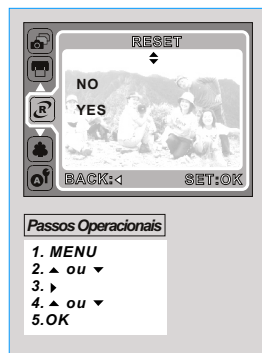 RESET
NO
YES
BACK:◁ SET:OK
Passos Operacionais
1. MENU
2. ▲ ou ▼
3. ▶
4. ▲ ou ▼
5.OK